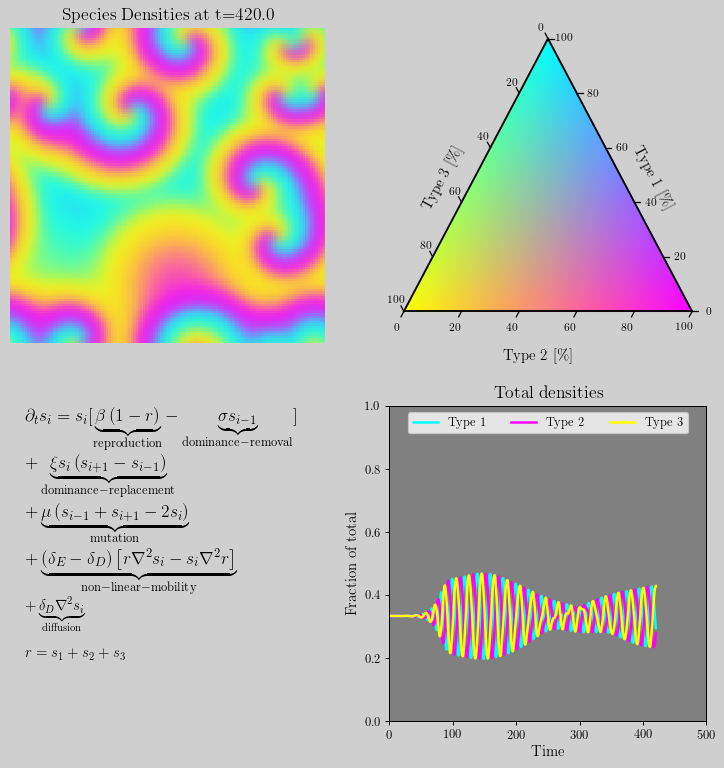 Species Densities at t=420.0
0
100
20
80
40
60
Type 3 [%]
Type 1 [%]
60
40
80
20
100
0
0
20
40
60
80
100
Type 2 [%]
∂ₜsᵢ = sᵢ[β (1 − r) − σsᵢ₋₁ ]
reproduction dominance−removal
+ ξsᵢ (sᵢ₊₁ − sᵢ₋₁)
dominance−replacement
+ μ (sᵢ₋₁ + sᵢ₊₁ − 2sᵢ)
mutation
+ (δ_E − δ_D) [r∇²sᵢ − sᵢ∇²r]
non−linear−mobility
+ δ_D∇²sᵢ
diffusion
r = s₁ + s₂ + s₃
Total densities
Type 1 Type 2 Type 3
1.0
0.8
0.6
0.4
0.2
0.0
Fraction of total
0 100 200 300 400 500
Time